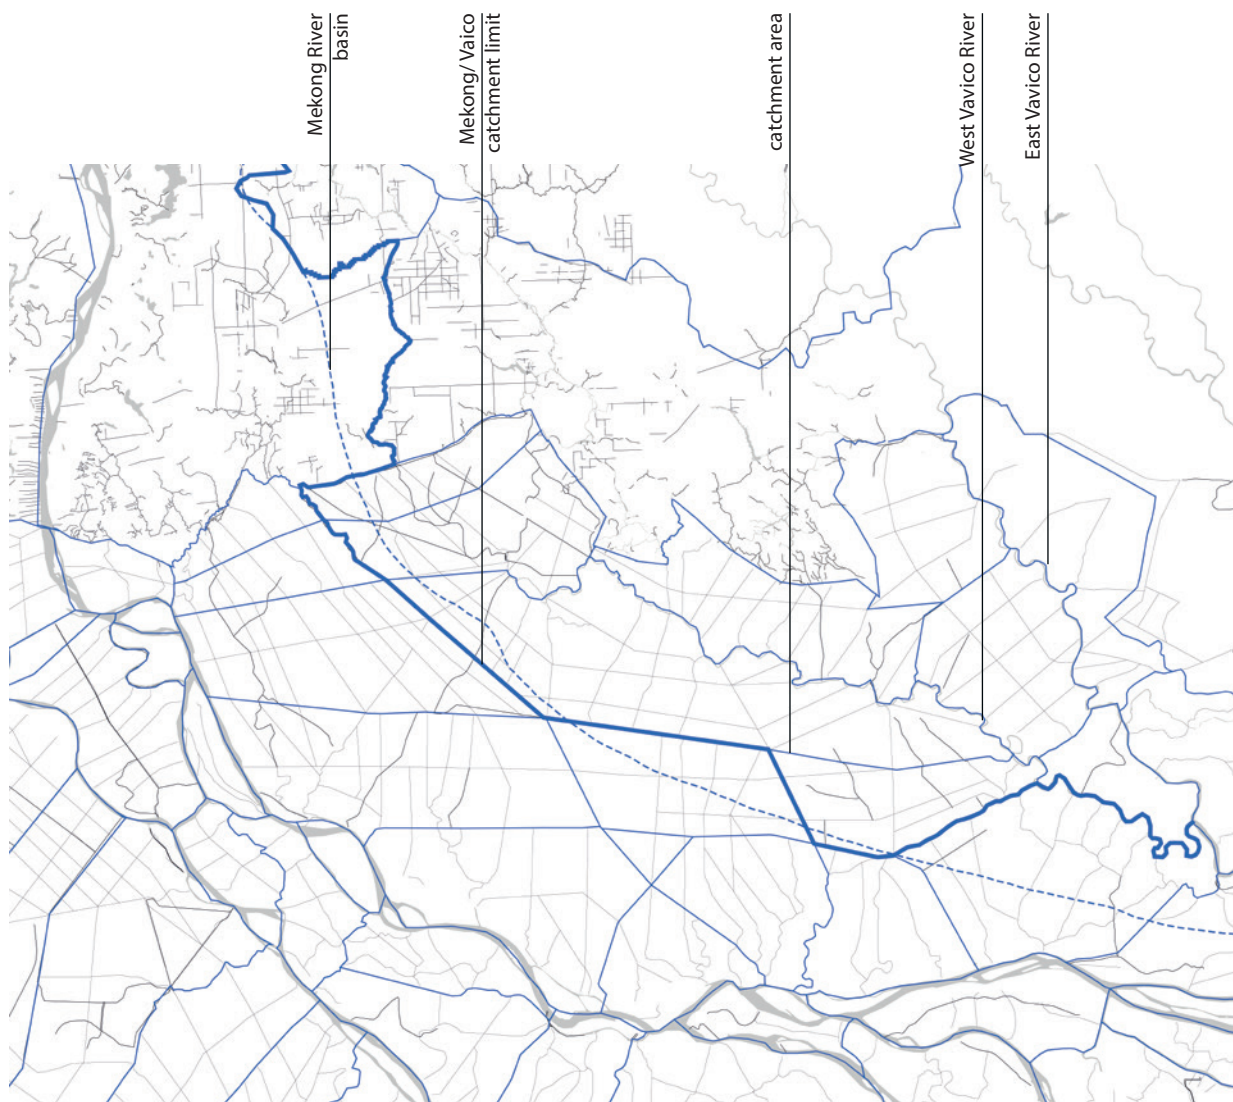 Mekong River
basin
Mekong/ Vaico
catchment limit
catchment area
West Vavico River
East Vavico River